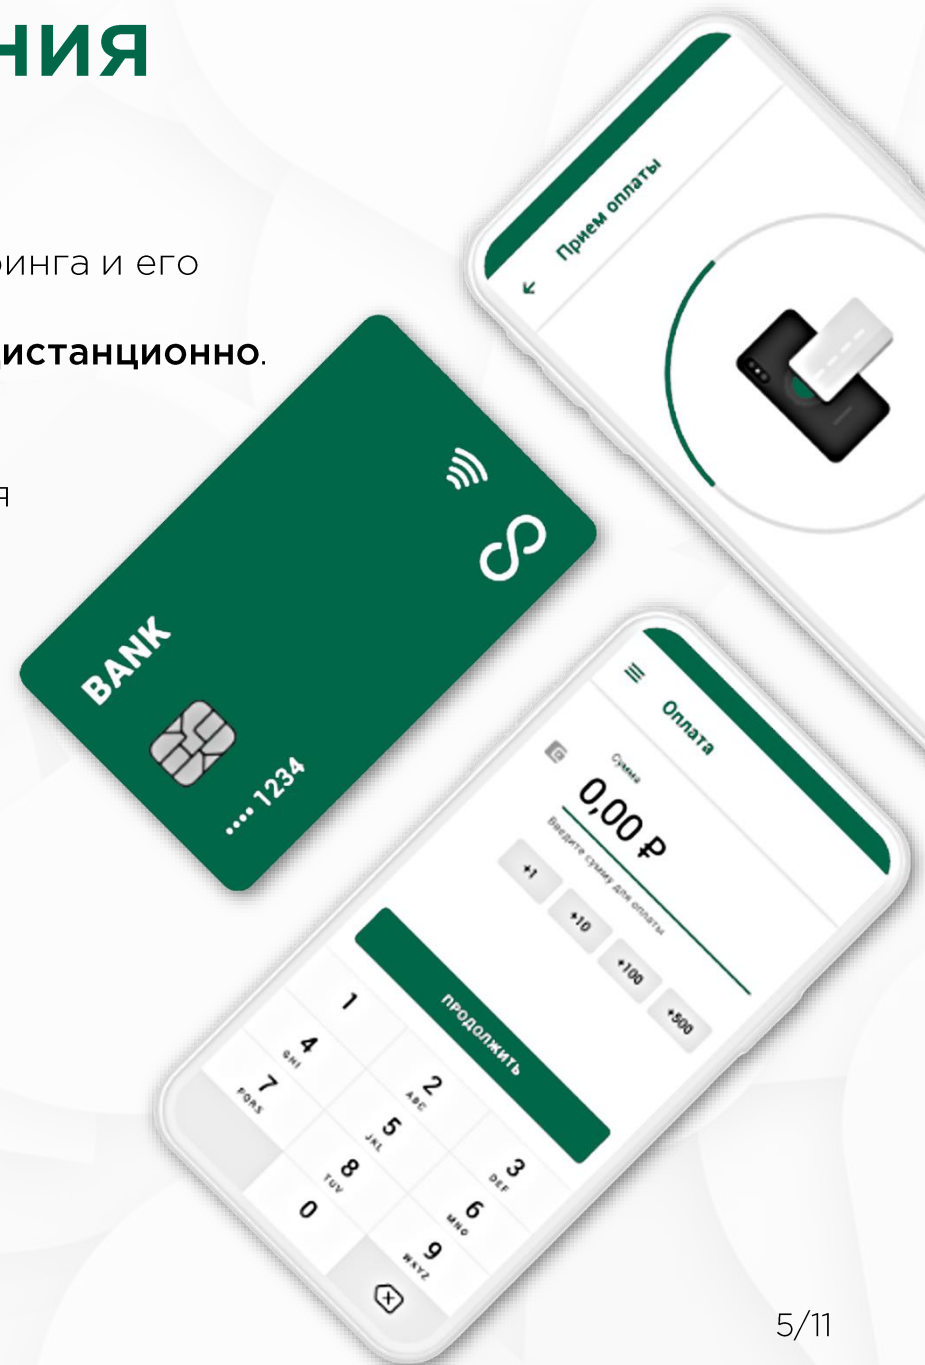 ния
ринга и его
дистанционно.
я
← Прием оплаты
BANK
•••• 1234
Оплата
Сумма
0,00 ₽
Введите сумму для оплаты
+1 +10 +100 +500
ПРОДОЛЖИТЬ
1 2 ABC 3 DEF
4 GHI 5 JKL 6 MNO
7 PQRS 8 TUV 9 WXYZ
0
5/11